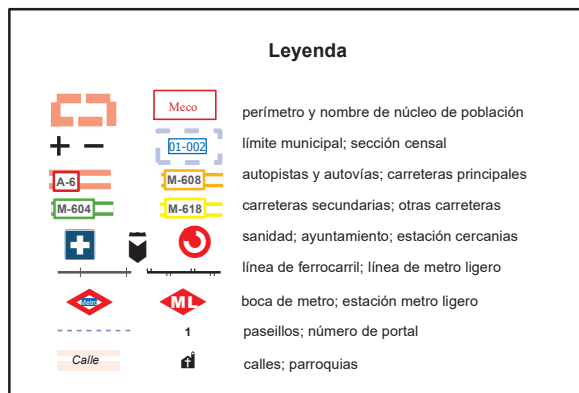 Leyenda
Meco perímetro y nombre de núcleo de población
01-002 límite municipal; sección censal
A-6 M-608 autopistas y autovías; carreteras principales
M-604 M-618 carreteras secundarias; otras carreteras
sanidad; ayuntamiento; estación cercanias
línea de ferrocarril; línea de metro ligero
Metro ML boca de metro; estación metro ligero
1 paseillos; número de portal
Calle calles; parroquias